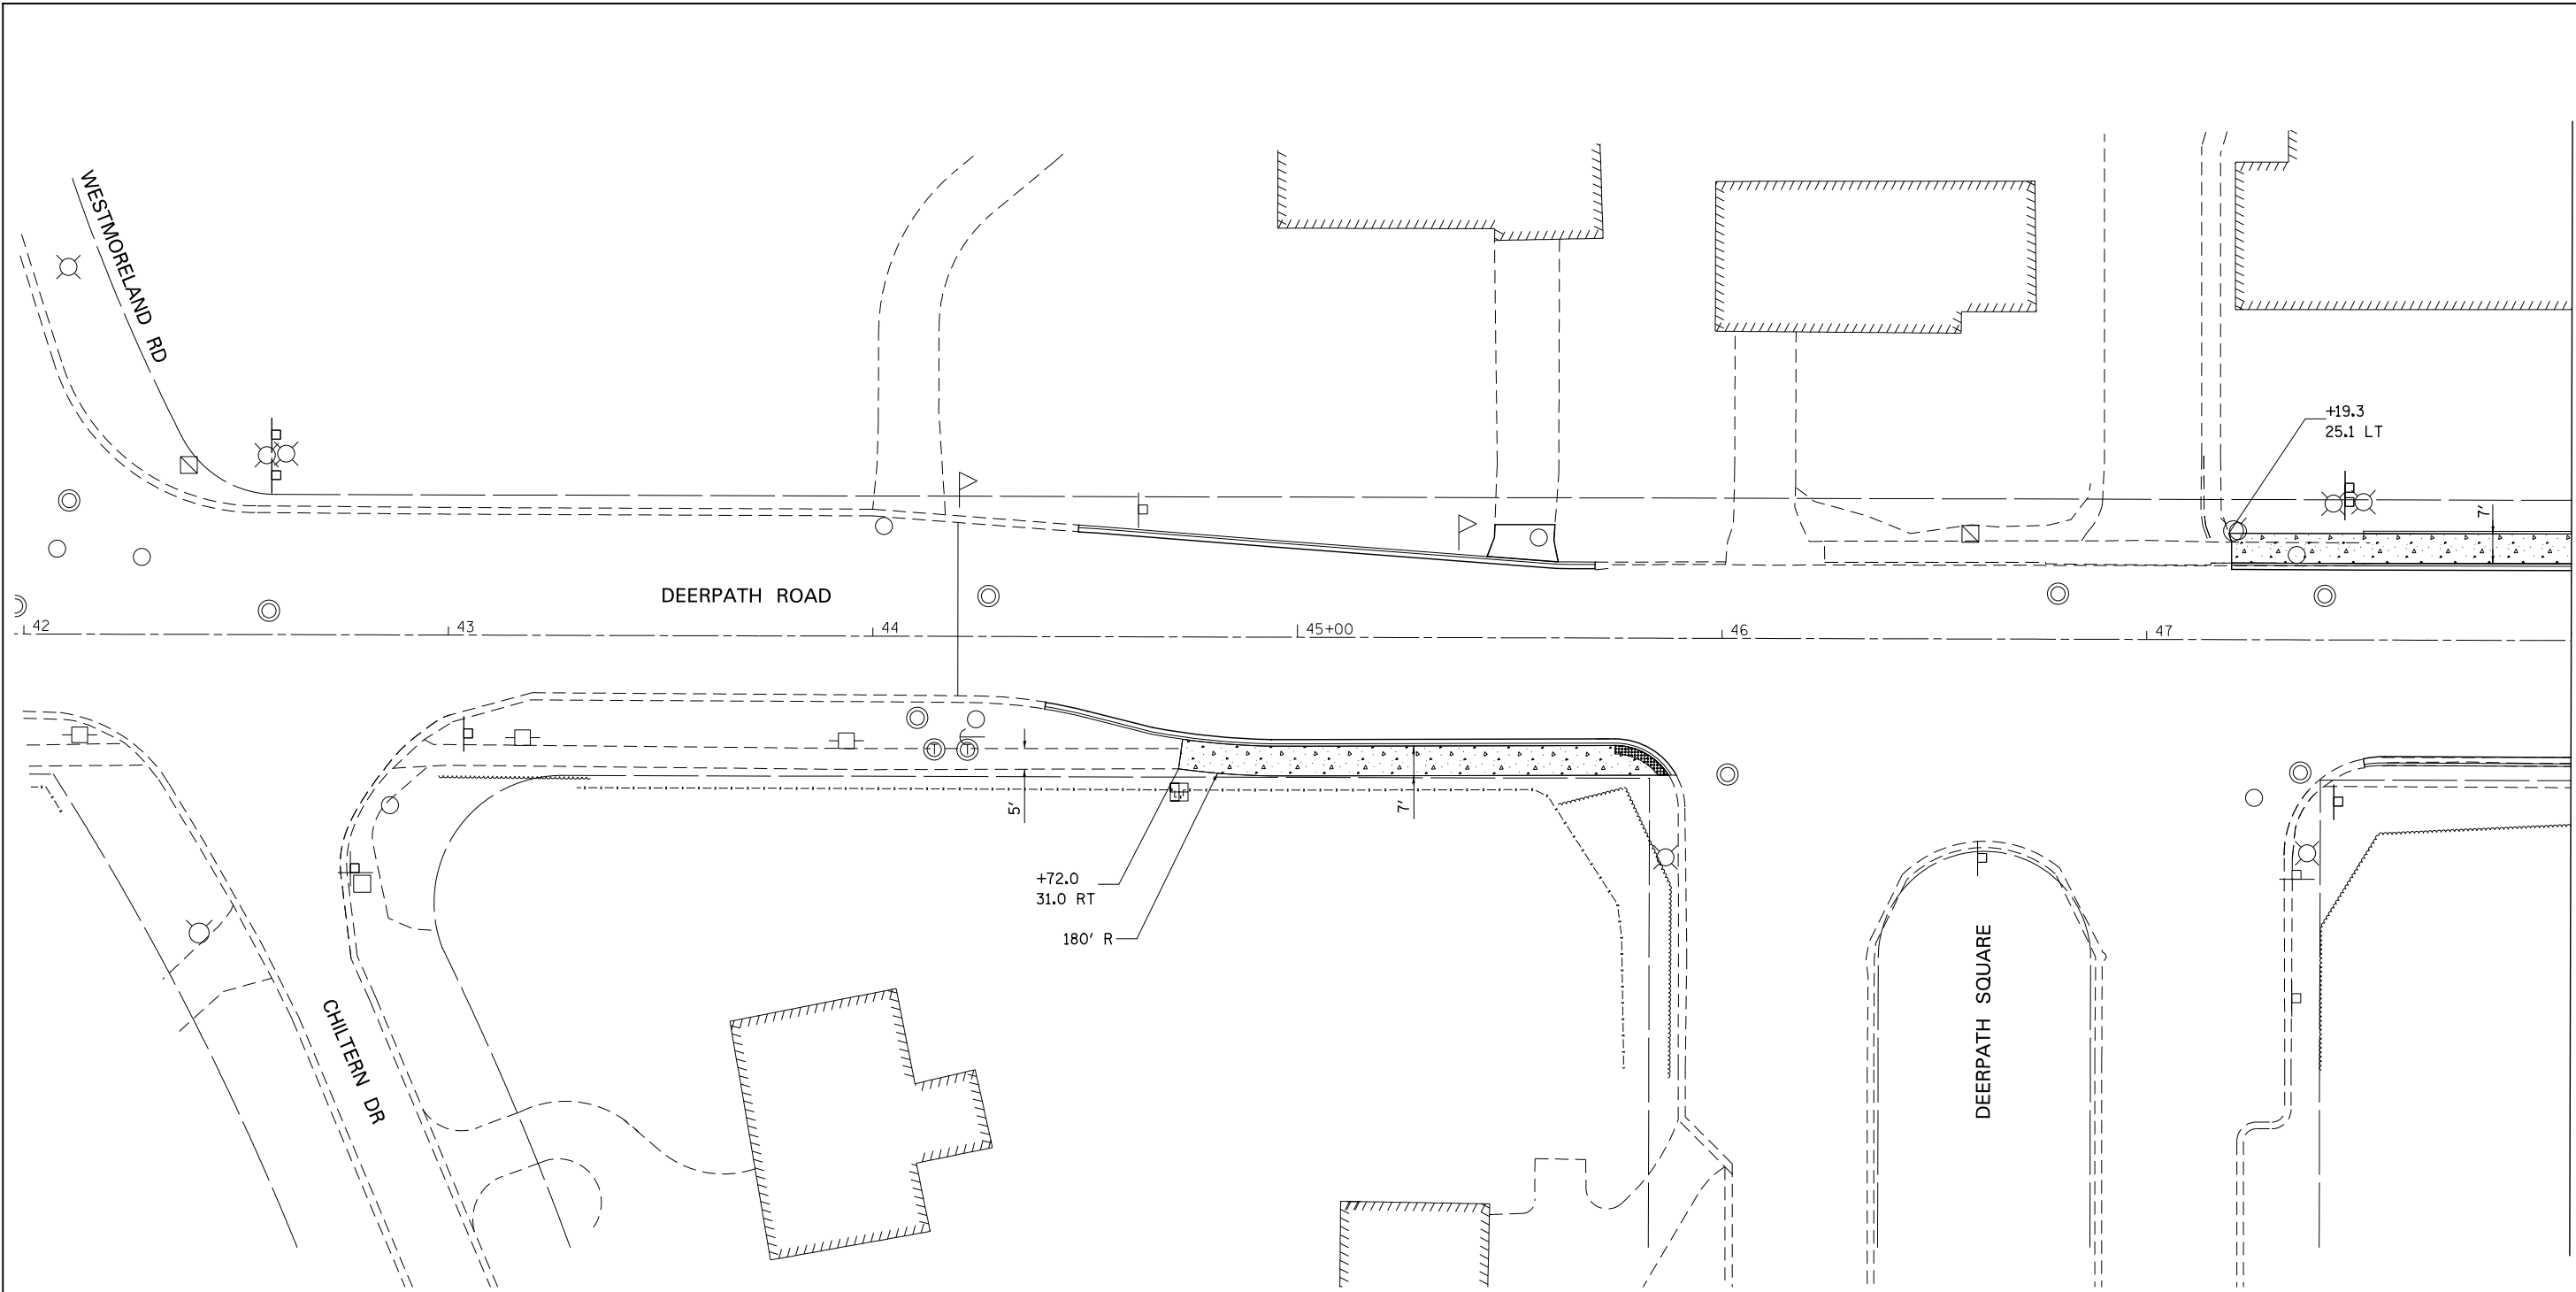 WESTMORELAND RD
+19.3
25.1 LT
7'
DEERPATH ROAD
42
43
44
45+00
46
47
5'
7'
+72.0
31.0 RT
180' R
DEERPATH SQUARE
CHILTERN DR
T
T